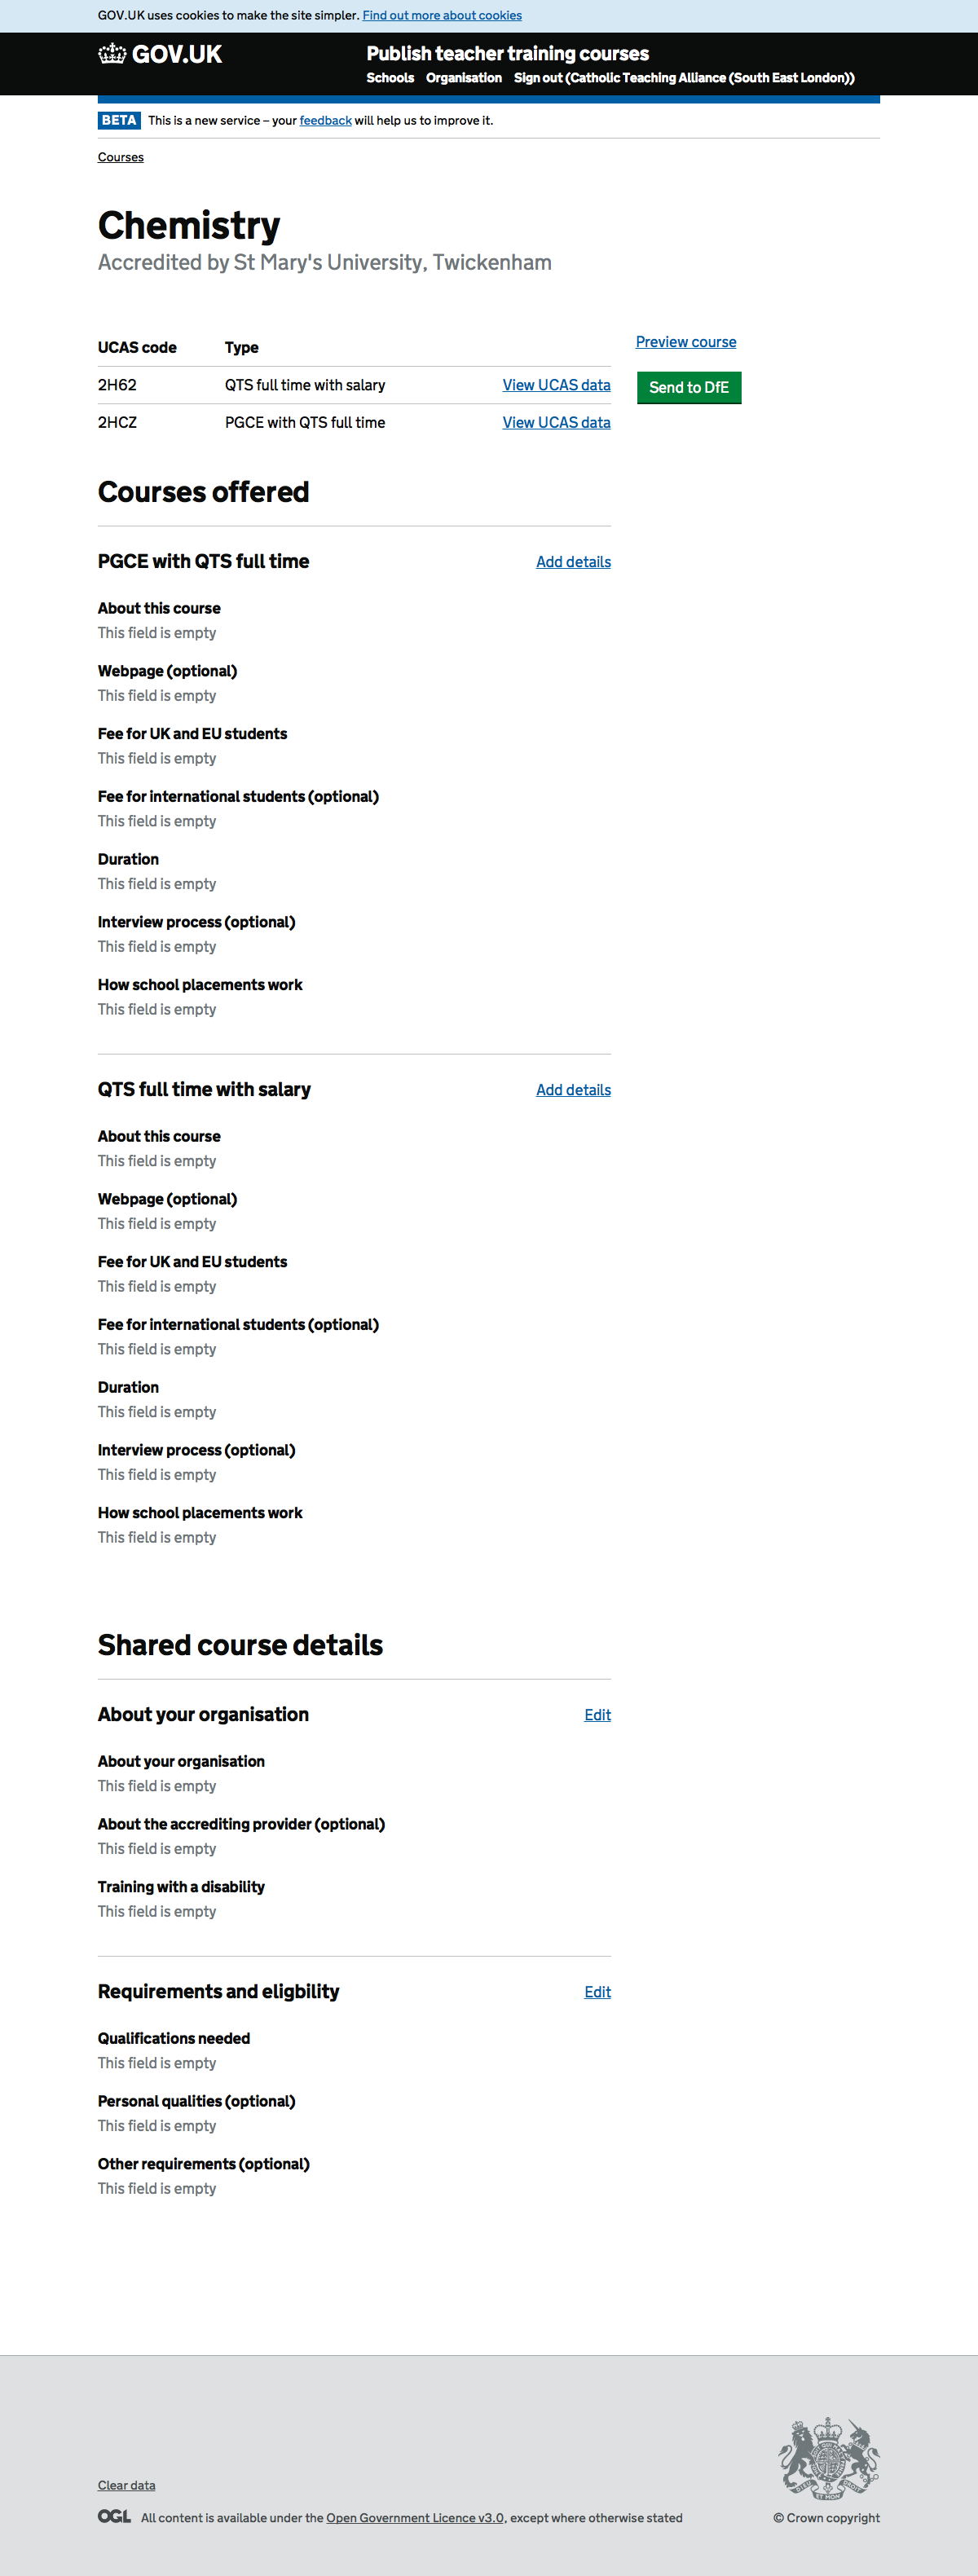 GOV.UK uses cookies to make the site simpler. Find out more about cookies
GOV.UK
Publish teacher training courses
Schools Organisation Sign out (Catholic Teaching Alliance (South East London))
BETA This is a new service – your feedback will help us to improve it.
Courses
Chemistry
Accredited by St Mary's University, Twickenham
UCAS code Type
2H62 QTS full time with salary View UCAS data
2HCZ PGCE with QTS full time View UCAS data
Preview course
Send to DfE
Courses offered
PGCE with QTS full time Add details
About this course
This field is empty
Webpage (optional)
This field is empty
Fee for UK and EU students
This field is empty
Fee for international students (optional)
This field is empty
Duration
This field is empty
Interview process (optional)
This field is empty
How school placements work
This field is empty
QTS full time with salary Add details
About this course
This field is empty
Webpage (optional)
This field is empty
Fee for UK and EU students
This field is empty
Fee for international students (optional)
This field is empty
Duration
This field is empty
Interview process (optional)
This field is empty
How school placements work
This field is empty
Shared course details
About your organisation Edit
About your organisation
This field is empty
About the accrediting provider (optional)
This field is empty
Training with a disability
This field is empty
Requirements and eligbility Edit
Qualifications needed
This field is empty
Personal qualities (optional)
This field is empty
Other requirements (optional)
This field is empty
Clear data
OGL All content is available under the Open Government Licence v3.0, except where otherwise stated
© Crown copyright